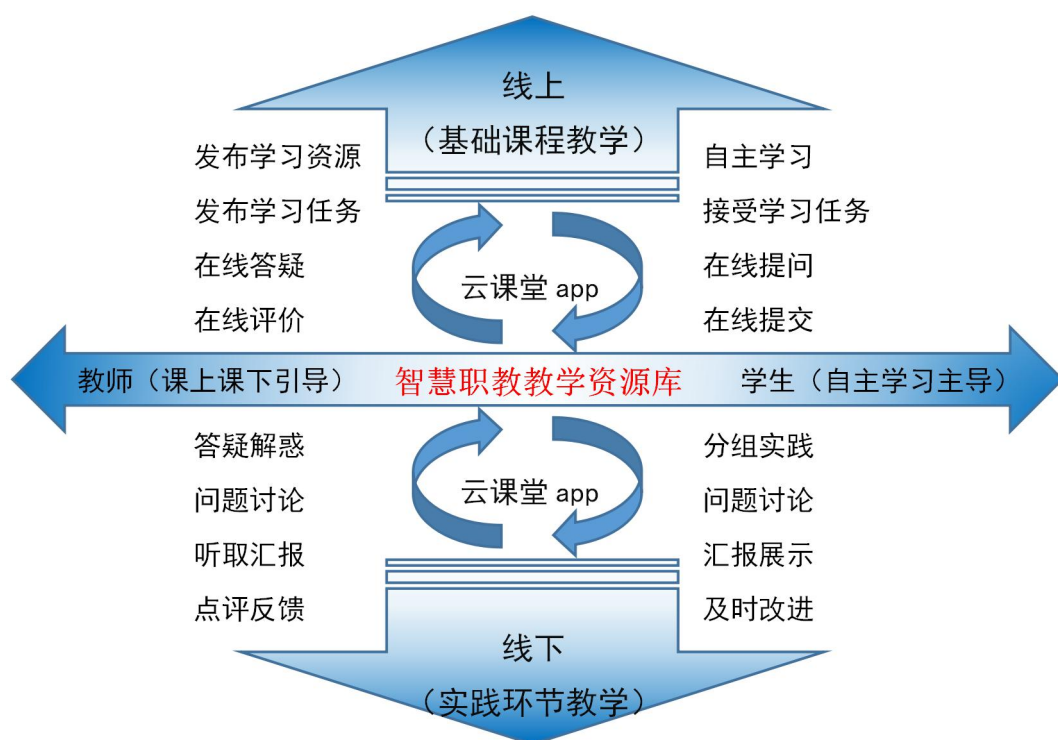 线上
（基础课程教学）
发布学习资源
发布学习任务
在线答疑
在线评价
自主学习
接受学习任务
在线提问
在线提交
云课堂 app
教师（课上课下引导）
智慧职教教学资源库
学生（自主学习主导）
答疑解惑
问题讨论
听取汇报
点评反馈
云课堂 app
分组实践
问题讨论
汇报展示
及时改进
线下
（实践环节教学）